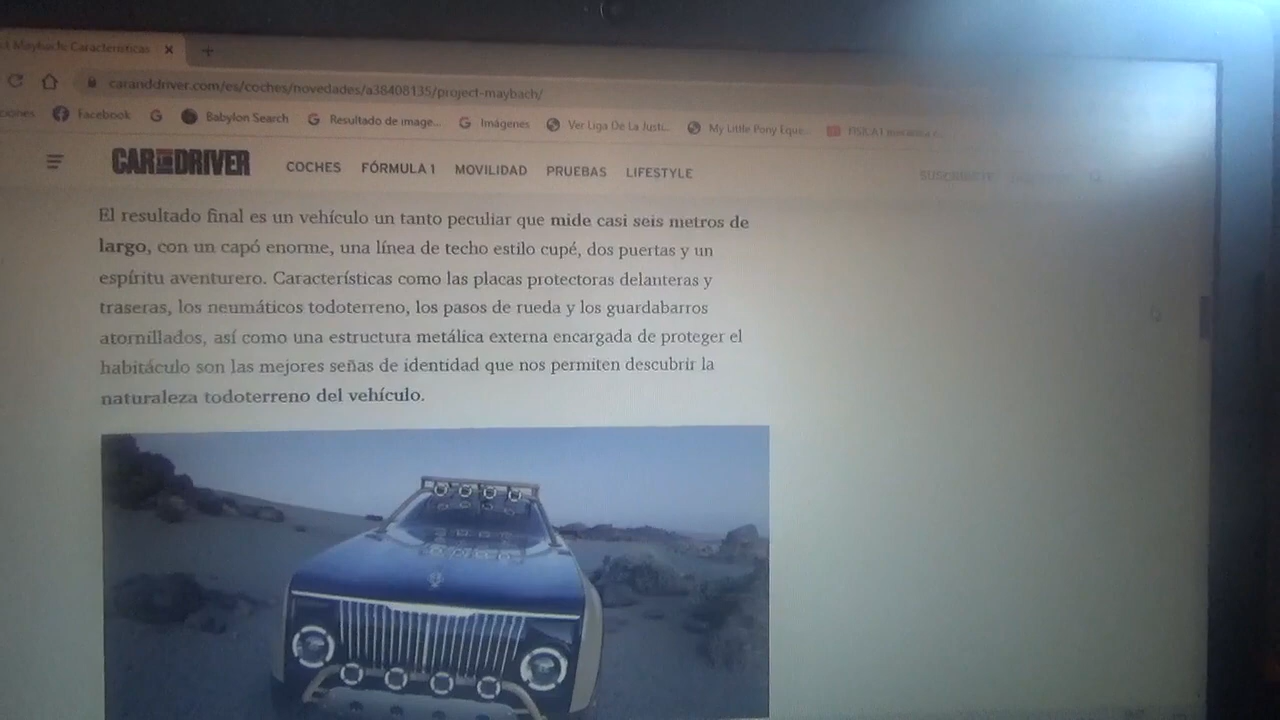 Maybach: Características
caranddriver.com/es/coches/novedades/a38408135/project-maybach/
Facebook
G
Babylon Search
G Resultado de image...
G Imágenes
Ver Liga De La Justi...
My Little Pony Eque...
CAR AND DRIVER
COCHES FÓRMULA 1 MOVILIDAD PRUEBAS LIFESTYLE
El resultado final es un vehículo un tanto peculiar que mide casi seis metros de
largo, con un capó enorme, una línea de techo estilo cupé, dos puertas y un
espíritu aventurero. Características como las placas protectoras delanteras y
traseras, los neumáticos todoterreno, los pasos de rueda y los guardabarros
atornillados, así como una estructura metálica externa encargada de proteger el
habitáculo son las mejores señas de identidad que nos permiten descubrir la
naturaleza todoterreno del vehículo.